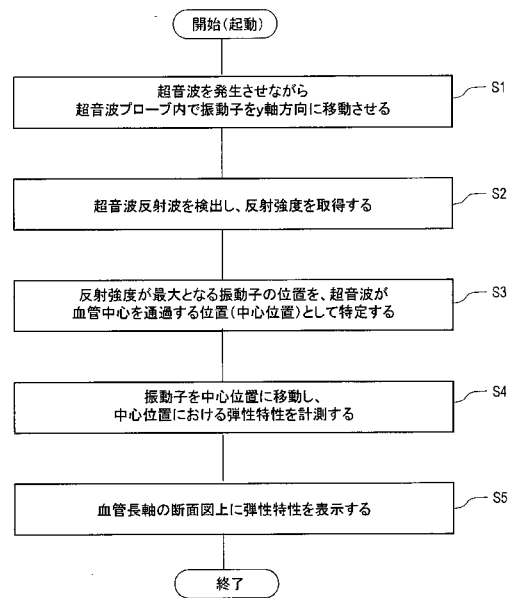 開始(起動)
超音波を発生させながら
超音波プローブ内で振動子をy軸方向に移動させる
S1
超音波反射波を検出し、反射強度を取得する
S2
反射強度が最大となる振動子の位置を、超音波が
血管中心を通過する位置(中心位置)として特定する
S3
振動子を中心位置に移動し、
中心位置における弾性特性を計測する
S4
血管長軸の断面図上に弾性特性を表示する
S5
終了